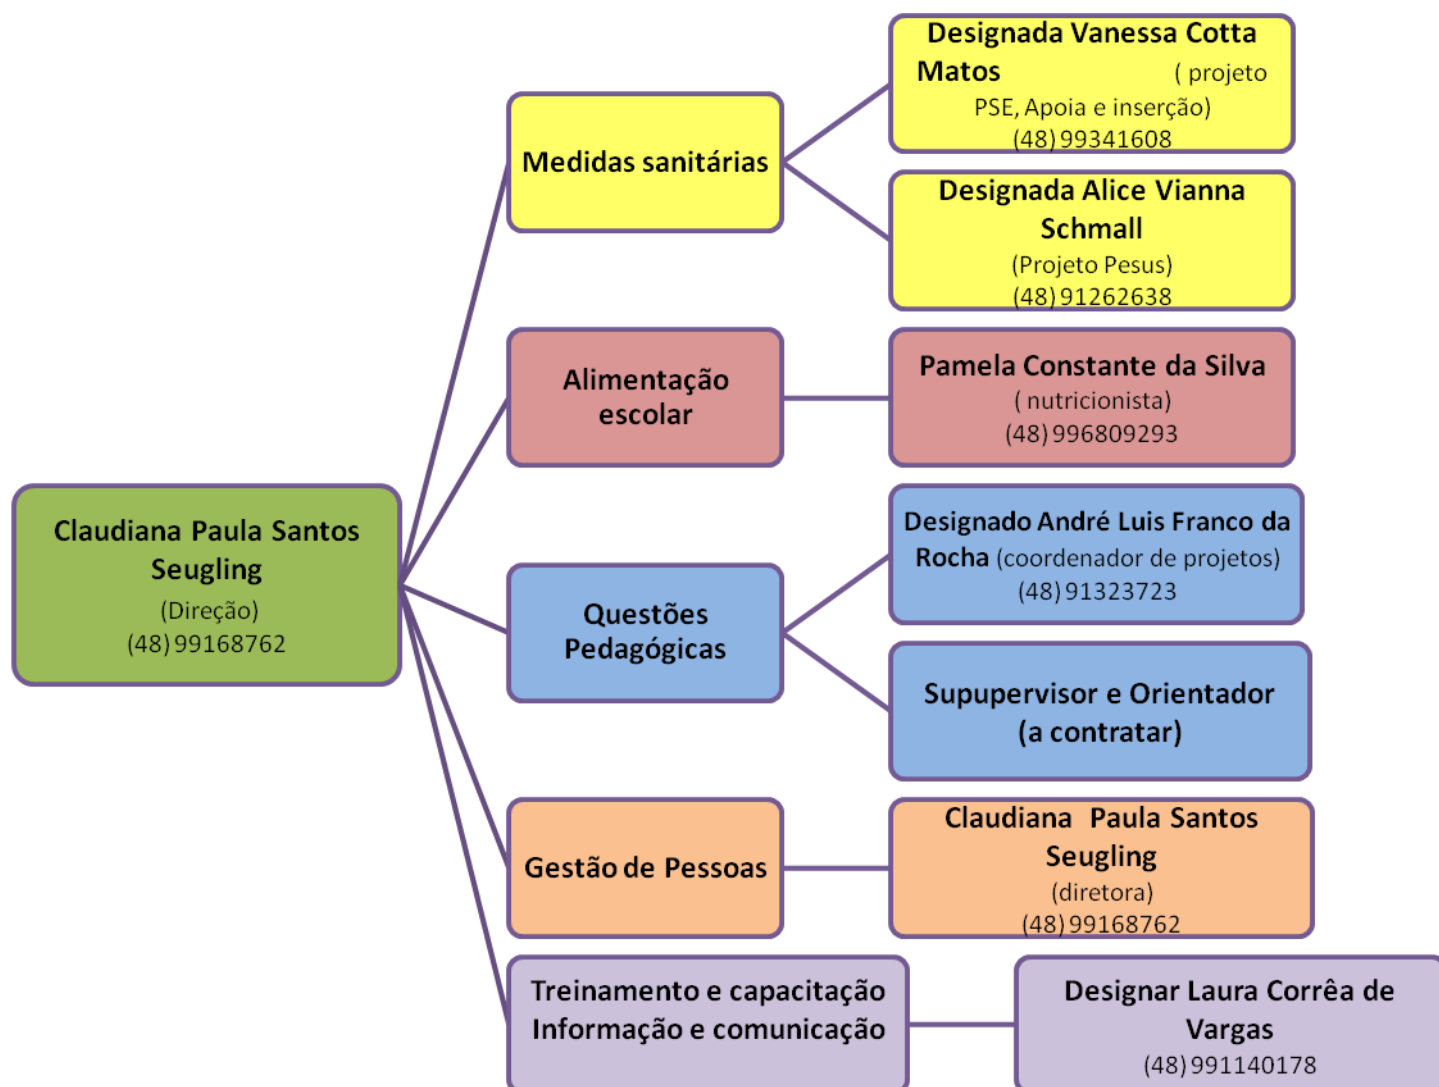 Claudiana Paula Santos
Seugling
(Direção)
(48) 99168762
Medidas sanitárias
Designada Vanessa Cotta
Matos ( projeto
PSE, Apoia e inserção)
(48) 99341608
Designada Alice Vianna
Schmall
(Projeto Pesus)
(48) 91262638
Alimentação
escolar
Pamela Constante da Silva
( nutricionista)
(48) 996809293
Questões
Pedagógicas
Designado André Luis Franco da
Rocha (coordenador de projetos)
(48) 91323723
Supupervisor e Orientador
(a contratar)
Gestão de Pessoas
Claudiana Paula Santos
Seugling
(diretora)
(48) 99168762
Treinamento e capacitação
Informação e comunicação
Designar Laura Corrêa de
Vargas
(48) 991140178